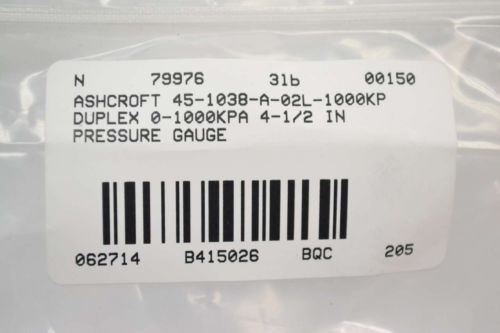 N 79976 31b 00150
ASHCROFT 45-1038-A-02L-1000KP
DUPLEX 0-1000KPA 4-1/2 IN
PRESSURE GAUGE
062714 B415026 BQC 205